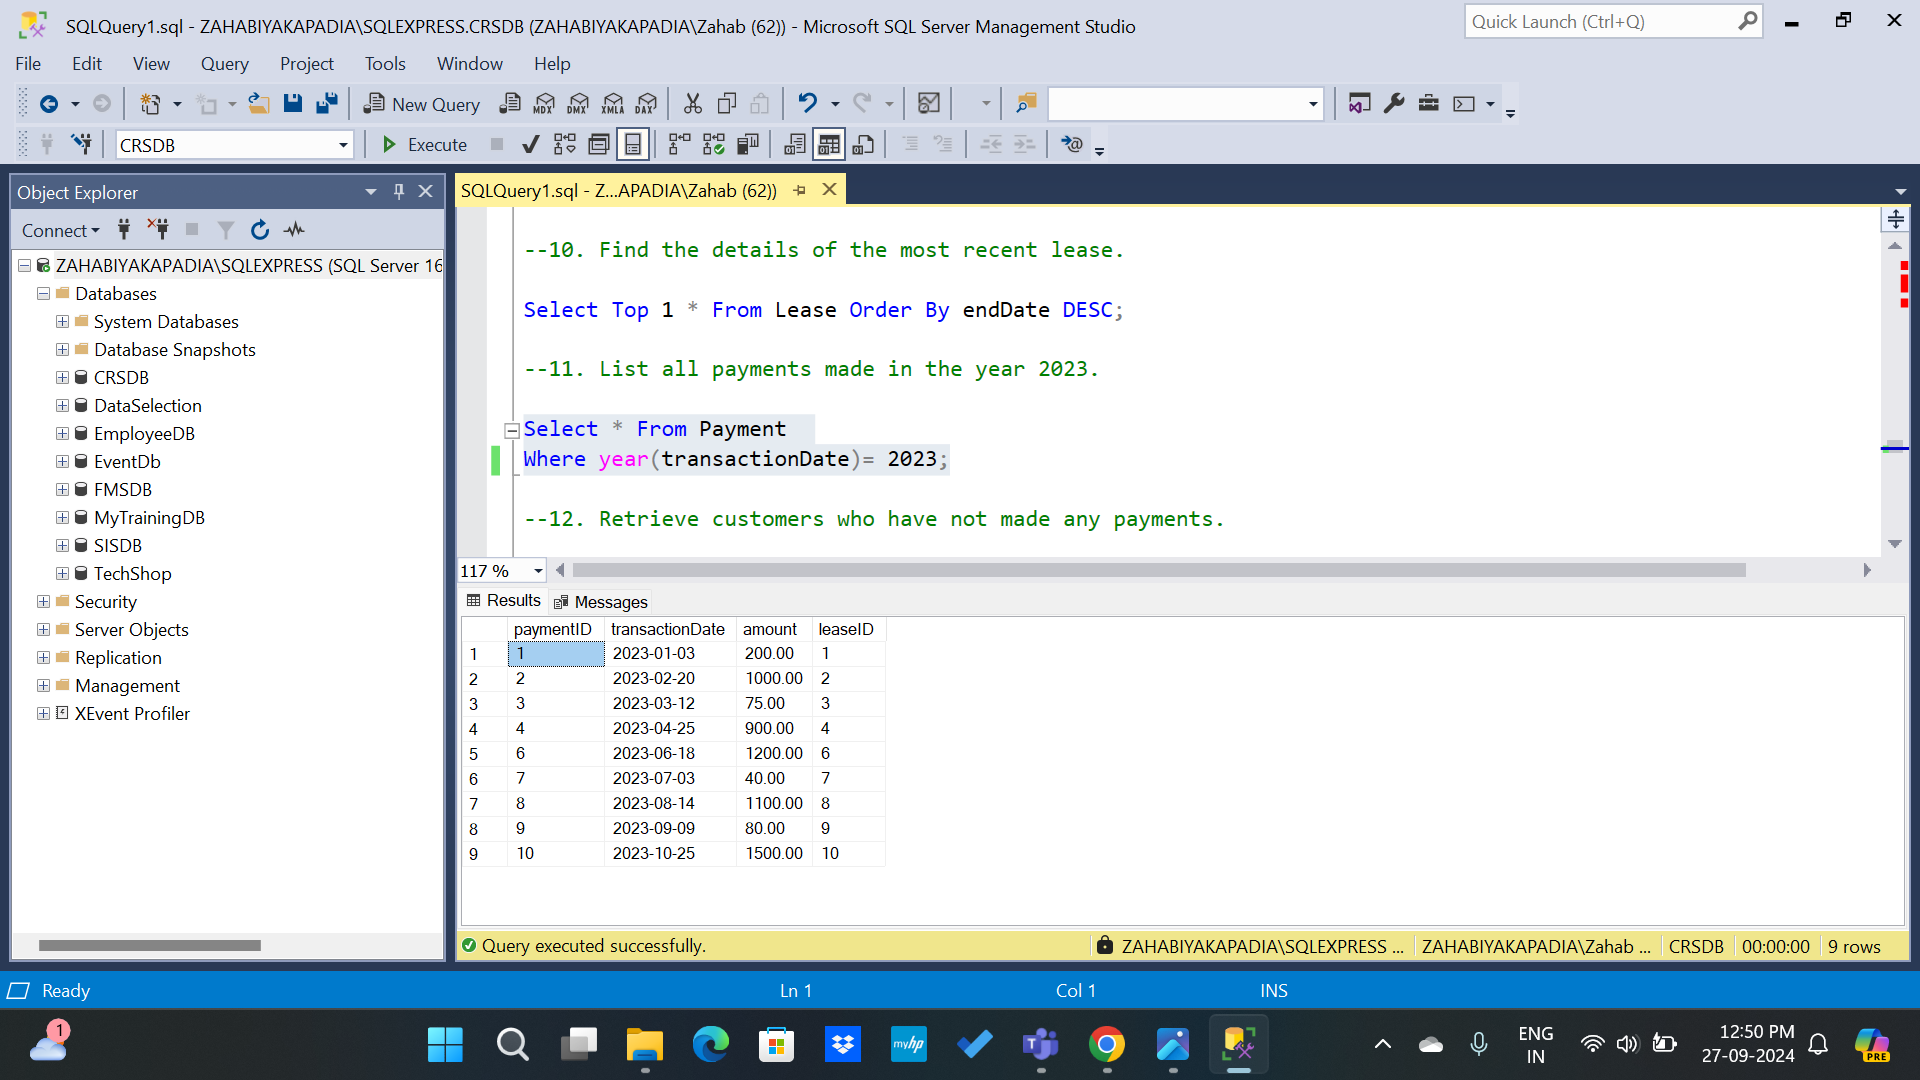 SQLQuery1.sql - ZAHABIYAKAPADIA\SQLEXPRESS.CRSDB (ZAHABIYAKAPADIA\Zahab (62)) - Microsoft SQL Server Management Studio
Quick Launch (Ctrl+Q)
File Edit View Query Project Tools Window Help
New Query MDX DMX XMLA DAX
CRSDB Execute
Object Explorer
Connect
ZAHABIYAKAPADIA\SQLEXPRESS (SQL Server 16
Databases
System Databases
Database Snapshots
CRSDB
DataSelection
EmployeeDB
EventDb
FMSDB
MyTrainingDB
SISDB
TechShop
Security
Server Objects
Replication
Management
XEvent Profiler
SQLQuery1.sql - Z...APADIA\Zahab (62))
--10. Find the details of the most recent lease.
Select Top 1 * From Lease Order By endDate DESC;
--11. List all payments made in the year 2023.
Select * From Payment
Where year(transactionDate)= 2023;
--12. Retrieve customers who have not made any payments.
117 %
Results Messages
paymentID transactionDate amount leaseID
1 1 2023-01-03 200.00 1
2 2 2023-02-20 1000.00 2
3 3 2023-03-12 75.00 3
4 4 2023-04-25 900.00 4
5 6 2023-06-18 1200.00 6
6 7 2023-07-03 40.00 7
7 8 2023-08-14 1100.00 8
8 9 2023-09-09 80.00 9
9 10 2023-10-25 1500.00 10
Query executed successfully. ZAHABIYAKAPADIA\SQLEXPRESS ... ZAHABIYAKAPADIA\Zahab ... CRSDB 00:00:00 9 rows
Ready Ln 1 Col 1 INS
1
myhp
ENG
IN
12:50 PM
27-09-2024
PRE